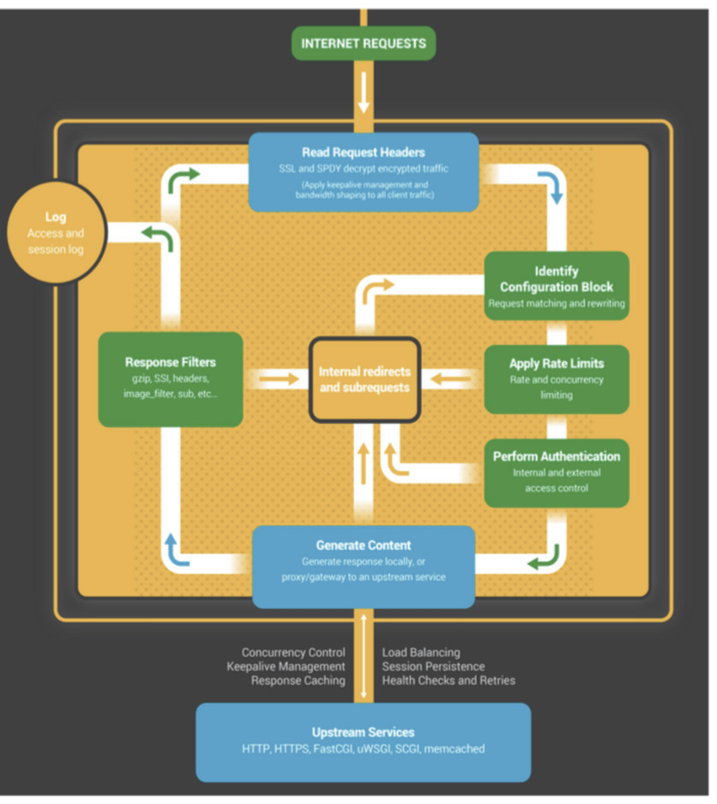 INTERNET REQUESTS
Read Request Headers
SSL and SPDY decrypt encrypted traffic
(Apply keepalive management and
bandwidth shaping to all client traffic)
Log
Access and
session log
Identify
Configuration Block
Request matching and rewriting
Response Filters
gzip, SSI, headers,
image_filter, sub, etc...
Internal redirects
and subrequests
Apply Rate Limits
Rate and concurrency
limiting
Perform Authentication
Internal and external
access control
Generate Content
Generate response locally, or
proxy/gateway to an upstream service
Concurrency Control
Keepalive Management
Response Caching
Load Balancing
Session Persistence
Health Checks and Retries
Upstream Services
HTTP, HTTPS, FastCGI, uWSGI, SCGI, memcached